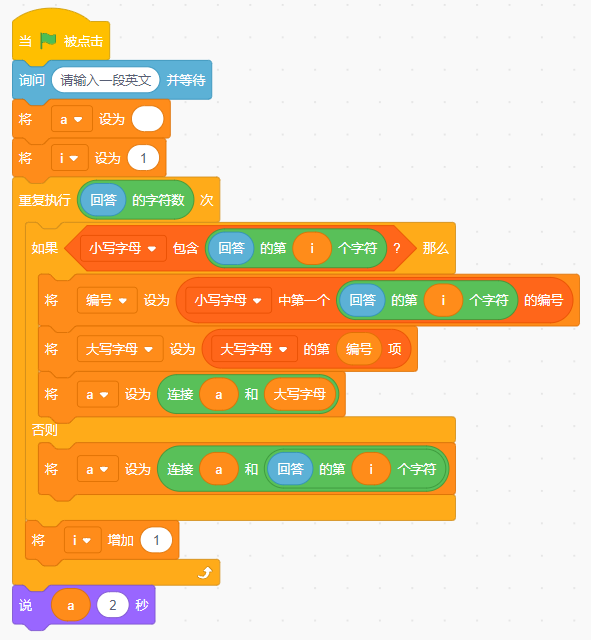 当 被点击
询问 请输入一段英文 并等待
将 a 设为
将 i 设为 1
重复执行 回答 的字符数 次
如果 小写字母 包含 回答 的第 i 个字符 ? 那么
将 编号 设为 小写字母 中第一个 回答 的第 i 个字符 的编号
将 大写字母 设为 大写字母 的第 编号 项
将 a 设为 连接 a 和 大写字母
否则
将 a 设为 连接 a 和 回答 的第 i 个字符
将 i 增加 1
说 a 2 秒